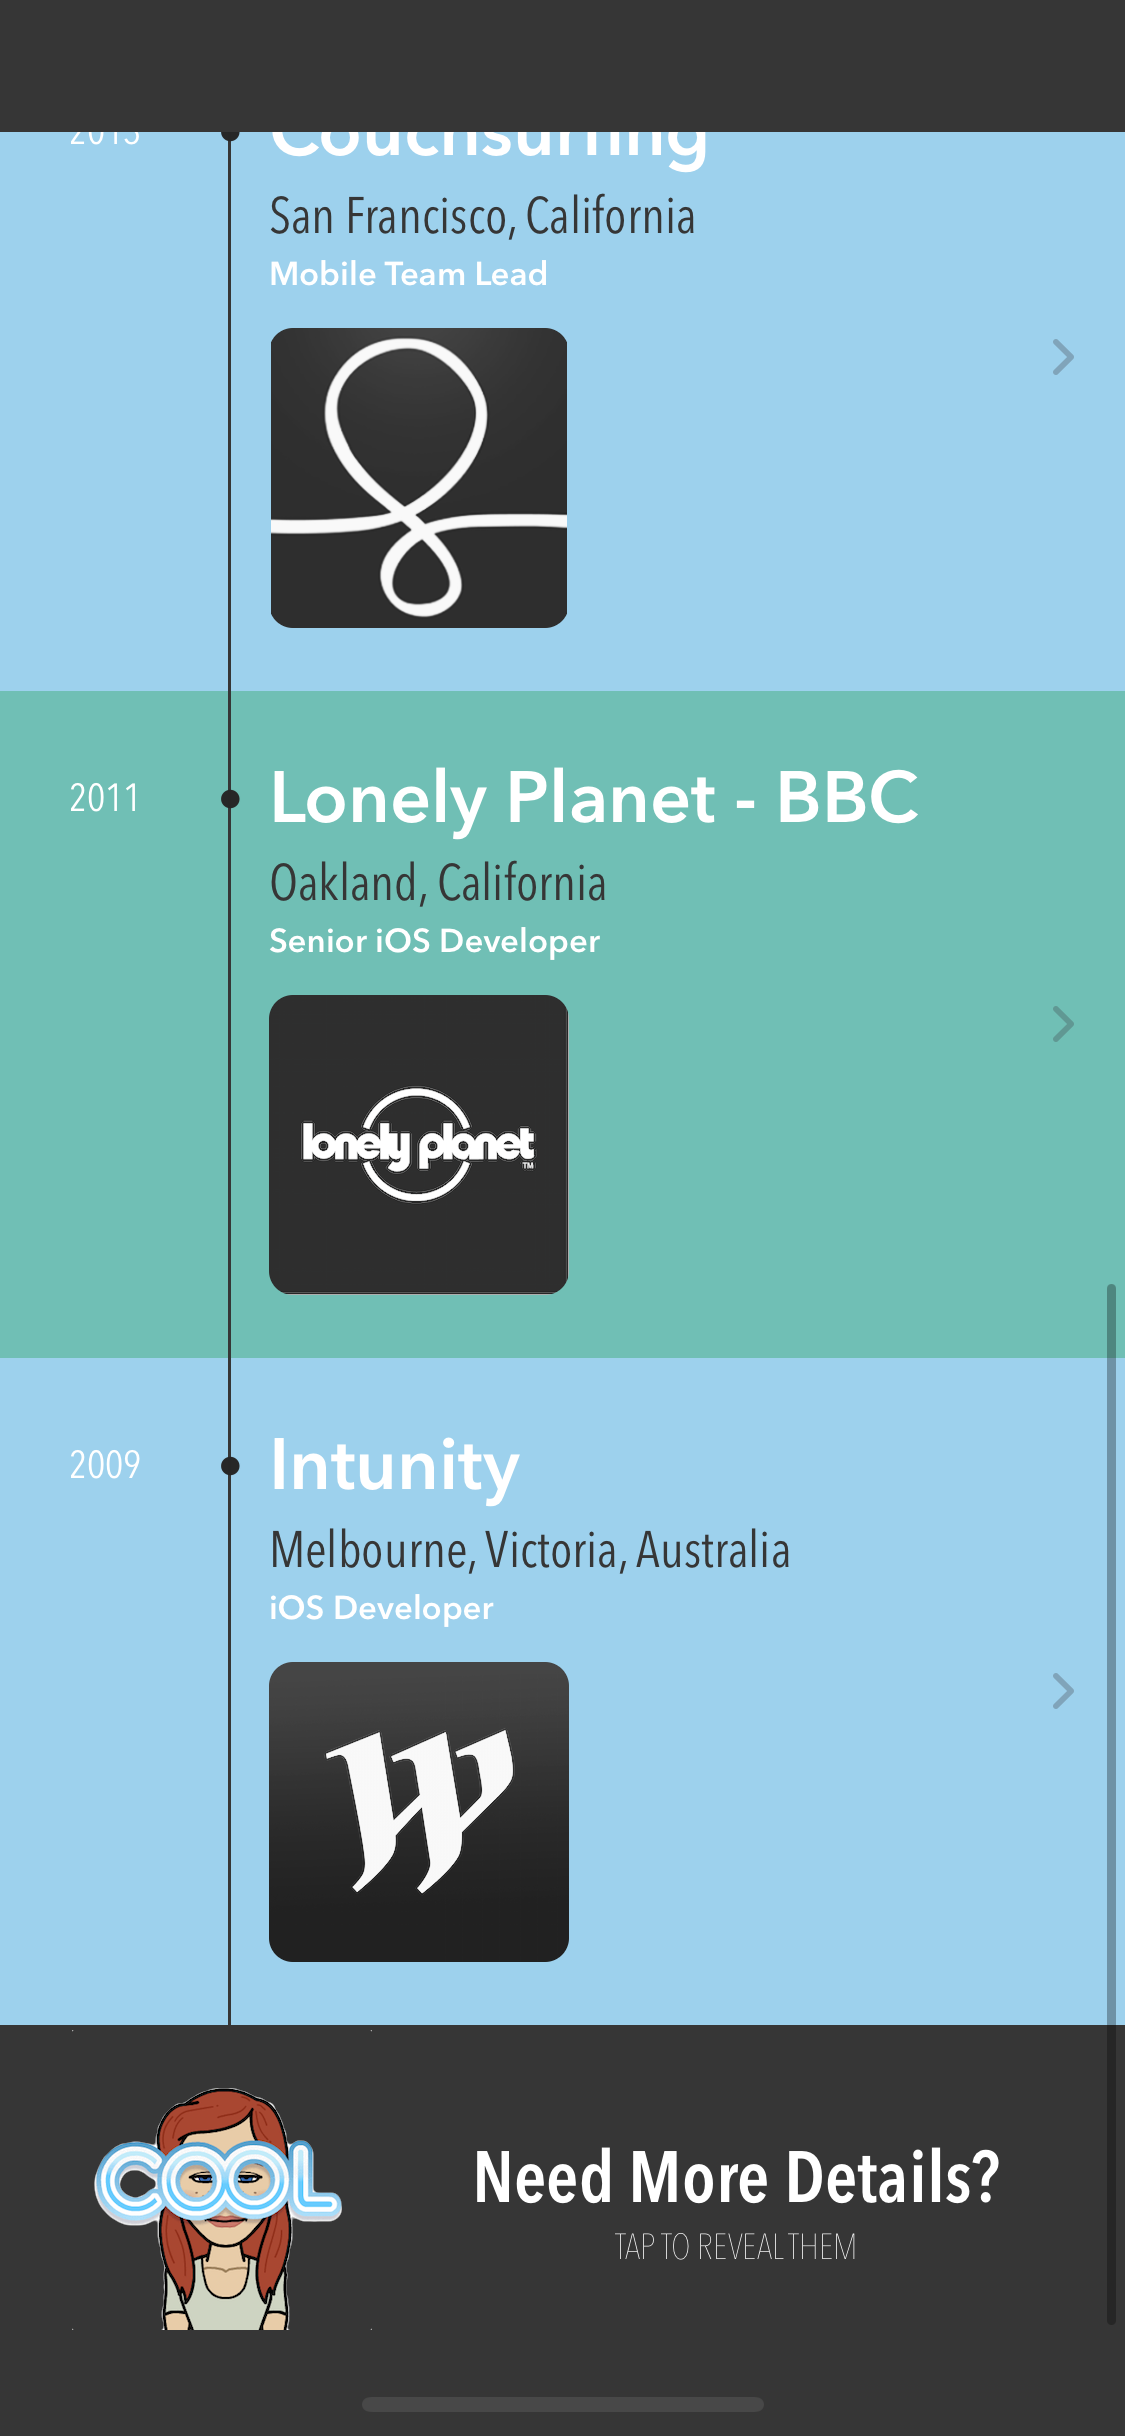 Couchsurfing
San Francisco, California
Mobile Team Lead
2011
Lonely Planet - BBC
Oakland, California
Senior iOS Developer
lonely planet
TM
2009
Intunity
Melbourne, Victoria, Australia
iOS Developer
W
COOL
Need More Details?
TAP TO REVEAL THEM